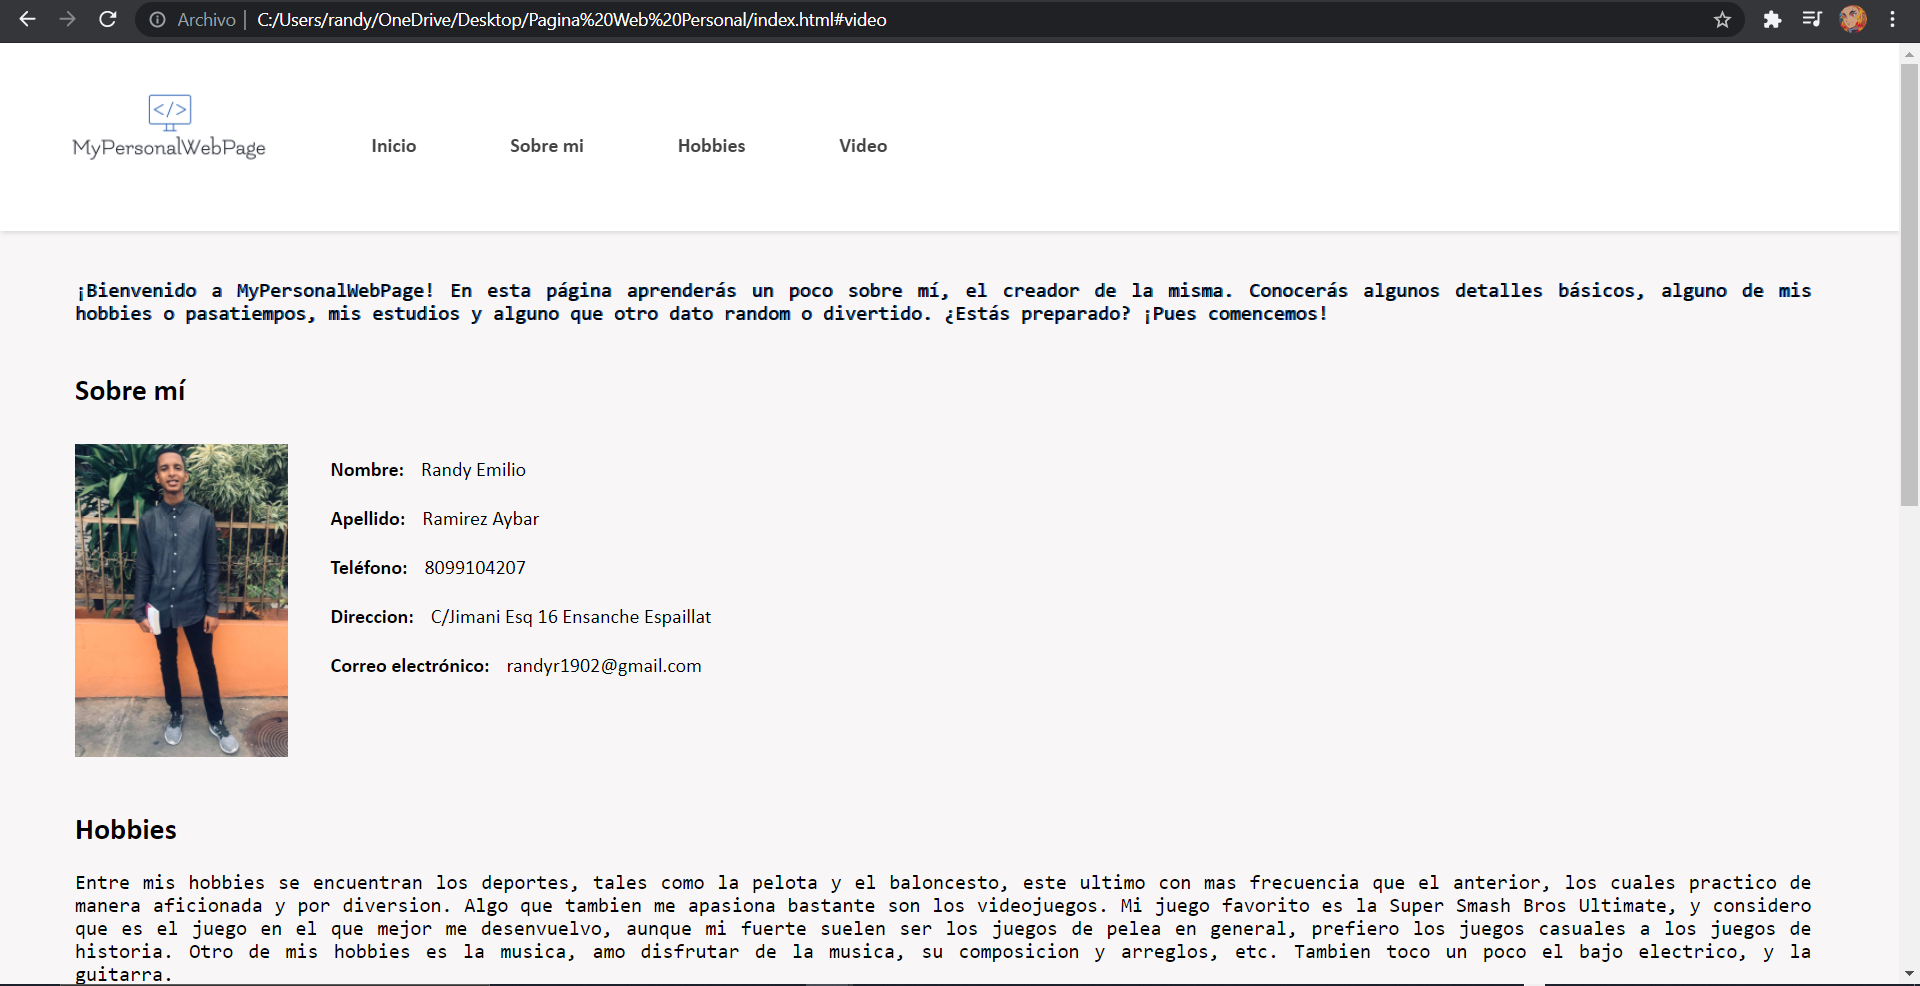 Archivo | C:/Users/randy/OneDrive/Desktop/Pagina%20Web%20Personal/index.html#video
</>
MyPersonalWebPage
Inicio Sobre mi Hobbies Video
¡Bienvenido a MyPersonalWebPage! En esta página aprenderás un poco sobre mí, el creador de la misma. Conocerás algunos detalles básicos, alguno de mis
hobbies o pasatiempos, mis estudios y alguno que otro dato random o divertido. ¿Estás preparado? ¡Pues comencemos!
Sobre mí
Nombre: Randy Emilio
Apellido: Ramirez Aybar
Teléfono: 8099104207
Direccion: C/Jimani Esq 16 Ensanche Espaillat
Correo electrónico: randyr1902@gmail.com
Hobbies
Entre mis hobbies se encuentran los deportes, tales como la pelota y el baloncesto, este ultimo con mas frecuencia que el anterior, los cuales practico de
manera aficionada y por diversion. Algo que tambien me apasiona bastante son los videojuegos. Mi juego favorito es la Super Smash Bros Ultimate, y considero
que es el juego en el que mejor me desenvuelvo, aunque mi fuerte suelen ser los juegos de pelea en general, prefiero los juegos casuales a los juegos de
historia. Otro de mis hobbies es la musica, amo disfrutar de la musica, su composicion y arreglos, etc. Tambien toco un poco el bajo electrico, y la
guitarra.